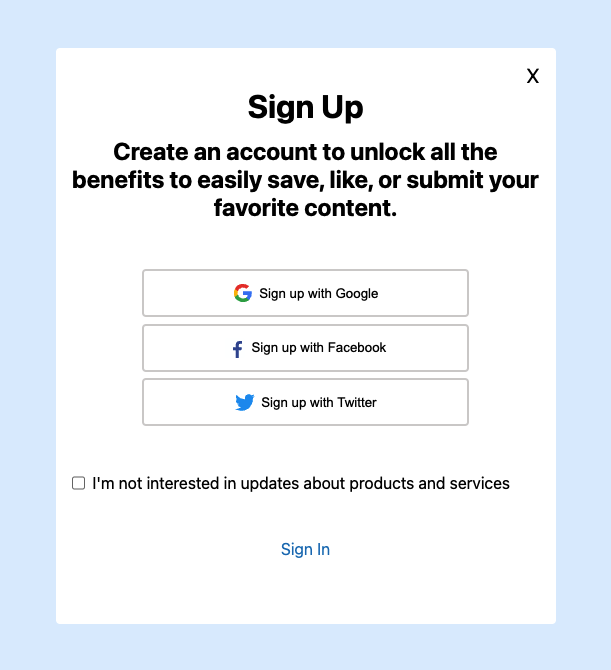 X
Sign Up
Create an account to unlock all the
benefits to easily save, like, or submit your
favorite content.
Sign up with Google
Sign up with Facebook
Sign up with Twitter
I'm not interested in updates about products and services
Sign In